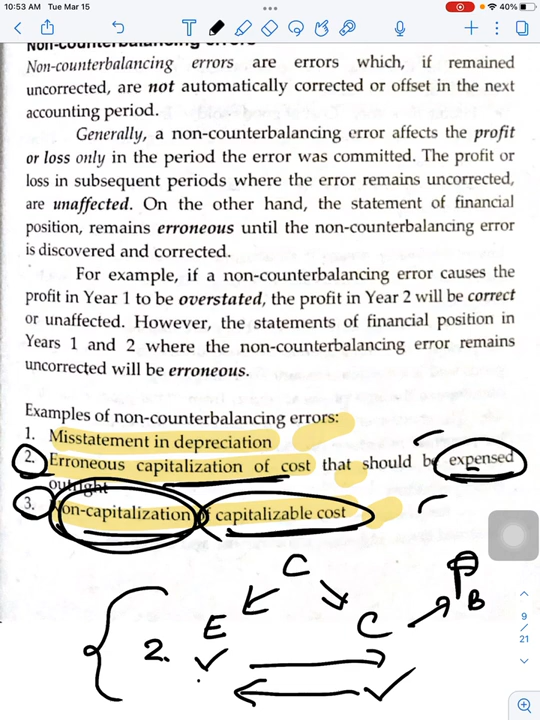 10:53 AM Tue Mar 15
40%
Non-counterbalancing errors
Non-counterbalancing errors are errors which, if remained
uncorrected, are not automatically corrected or offset in the next
accounting period.
Generally, a non-counterbalancing error affects the profit
or loss only in the period the error was committed. The profit or
loss in subsequent periods where the error remains uncorrected,
are unaffected. On the other hand, the statement of financial
position, remains erroneous until the non-counterbalancing error
is discovered and corrected.
For example, if a non-counterbalancing error causes the
profit in Year 1 to be overstated, the profit in Year 2 will be correct
or unaffected. However, the statements of financial position in
Years 1 and 2 where the non-counterbalancing error remains
uncorrected will be erroneous.
Examples of non-counterbalancing errors:
1. Misstatement in depreciation
2. Erroneous capitalization of cost that should be expensed
outright
3. Non-capitalization of capitalizable cost
C
E C B
2.
9
/
21